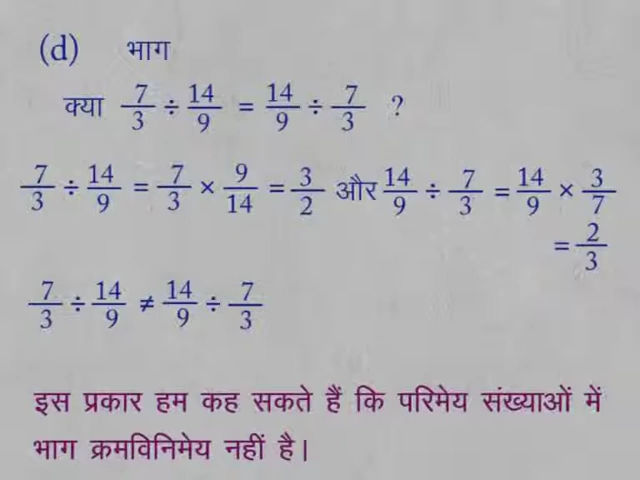 (d) भाग
क्या 7/3 ÷ 14/9 = 14/9 ÷ 7/3 ?
7/3 ÷ 14/9 = 7/3 × 9/14 = 3/2 और 14/9 ÷ 7/3 = 14/9 × 3/7
= 2/3
7/3 ÷ 14/9 ≠ 14/9 ÷ 7/3
इस प्रकार हम कह सकते हैं कि परिमेय संख्याओं में
भाग क्रमविनिमेय नहीं है।